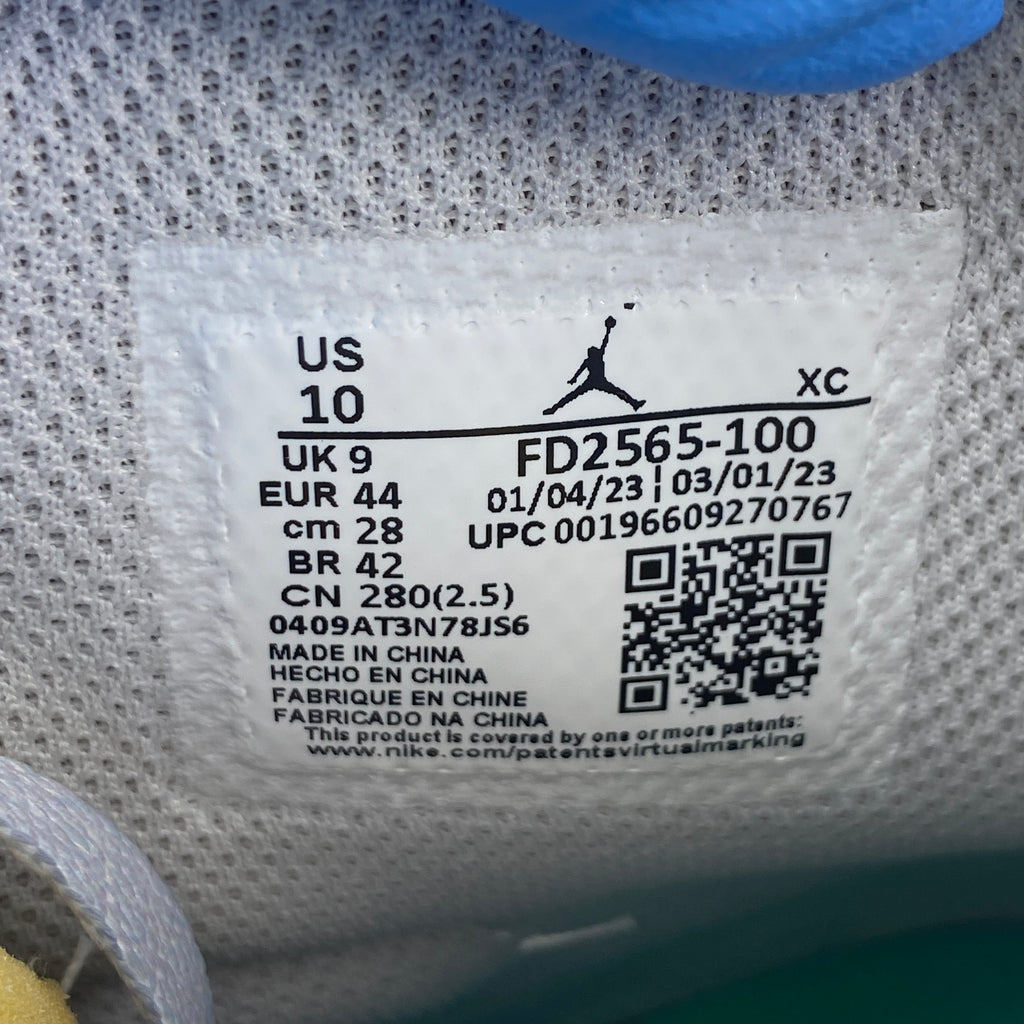 US
10
XC
UK 9
FD2565-100
EUR 44
01/04/23 | 03/01/23
cm 28
UPC 00196609270767
BR 42
CN 280(2.5)
0409AT3N78JS6
MADE IN CHINA
HECHO EN CHINA
FABRIQUE EN CHINE
FABRICADO NA CHINA
This product is covered by one or more patents:
www.nike.com/patentsvirtualmarking